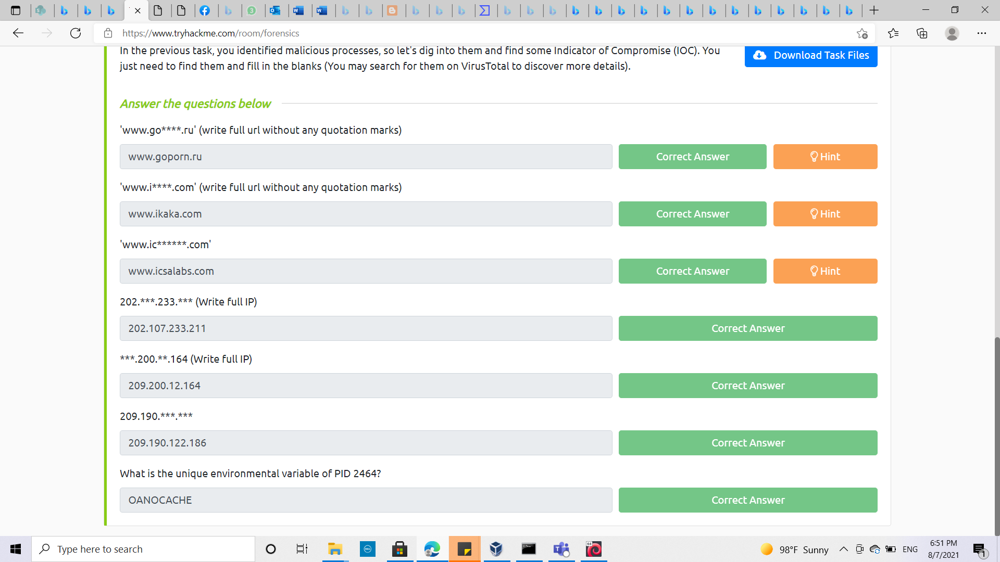 https://www.tryhackme.com/room/forensics
In the previous task, you identified malicious processes, so let's dig into them and find some Indicator of Compromise (IOC). You
just need to find them and fill in the blanks (You may search for them on VirusTotal to discover more details).
Download Task Files
Answer the questions below
'www.go****.ru' (write full url without any quotation marks)
www.goporn.ru
Correct Answer
Hint
'www.i****.com' (write full url without any quotation marks)
www.ikaka.com
Correct Answer
Hint
'www.ic******.com'
www.icsalabs.com
Correct Answer
Hint
202.***.233.*** (Write full IP)
202.107.233.211
Correct Answer
***.200.**.164 (Write full IP)
209.200.12.164
Correct Answer
209.190.***.***
209.190.122.186
Correct Answer
What is the unique environmental variable of PID 2464?
OANOCACHE
Correct Answer
Type here to search
98°F Sunny
ENG
6:51 PM
8/7/2021
1